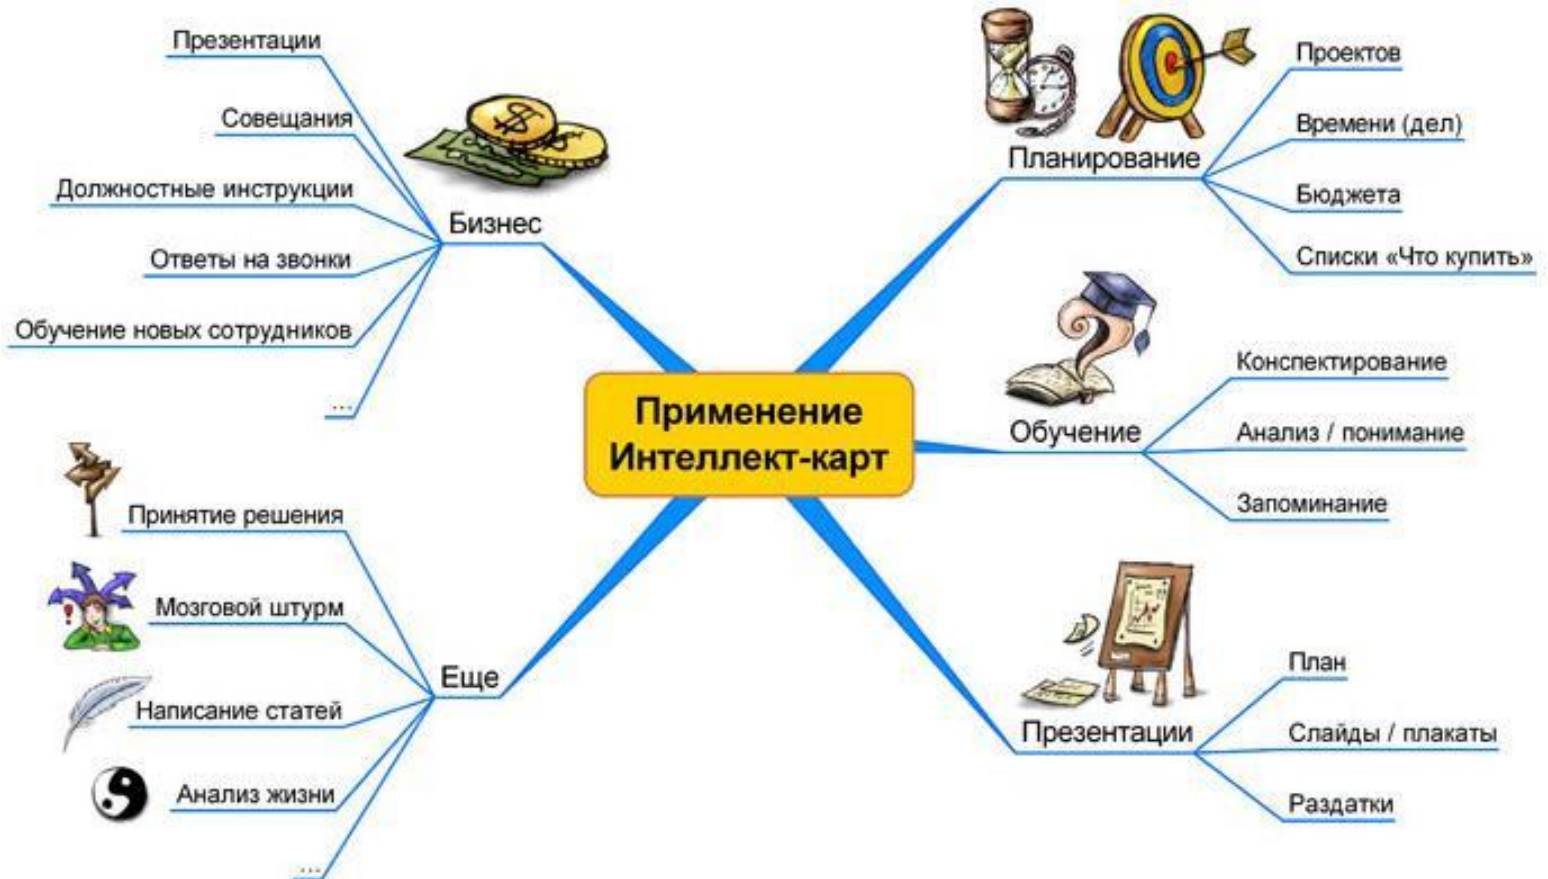 Применение
Интеллект-карт
Планирование
Проектов
Времени (дел)
Бюджета
Списки «Что купить»
Обучение
Конспектирование
Анализ / понимание
Запоминание
Презентации
План
Слайды / плакаты
Раздатки
Бизнес
Презентации
Совещания
Должностные инструкции
Ответы на звонки
Обучение новых сотрудников
...
Еще
Принятие решения
Мозговой штурм
Написание статей
Анализ жизни
...